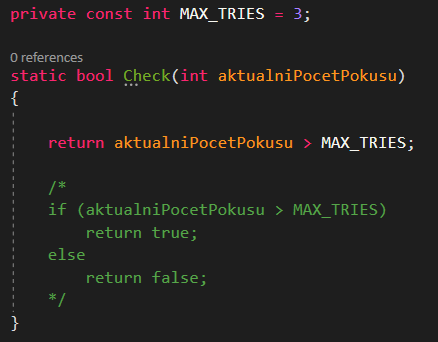 private const int MAX_TRIES = 3;
0 references
static bool Check(int aktualniPocetPokusu)
{
return aktualniPocetPokusu > MAX_TRIES;
/*
if (aktualniPocetPokusu > MAX_TRIES)
return true;
else
return false;
*/
}